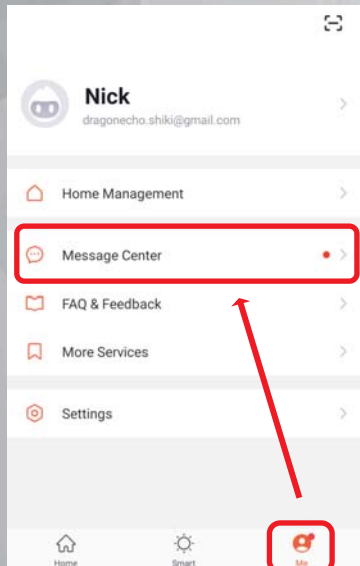 Nick
dragonecho.shiki@gmail.com
Home Management
Message Center
FAQ & Feedback
More Services
Settings
Home Smart Me